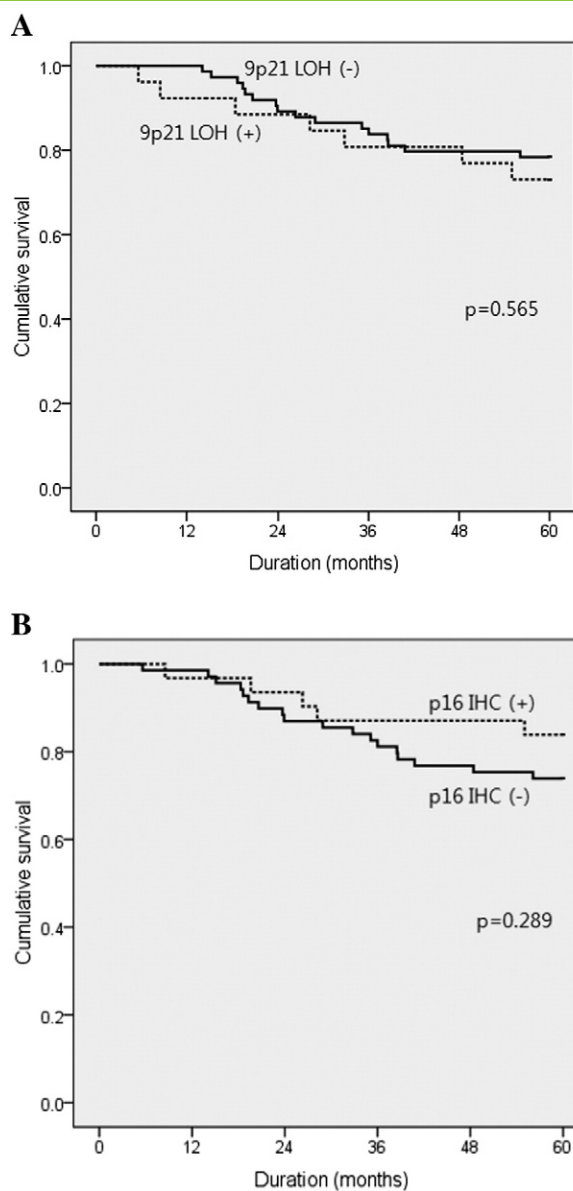 A
1.0
9p21 LOH (-)
9p21 LOH (+)
0.8
0.6
p=0.565
0.4
0.2
0.0
Cumulative survival
0 12 24 36 48 60
Duration (months)
B
1.0
p16 IHC (+)
0.8
p16 IHC (-)
0.6
p=0.289
0.4
0.2
0.0
Cumulative survival
0 12 24 36 48 60
Duration (months)